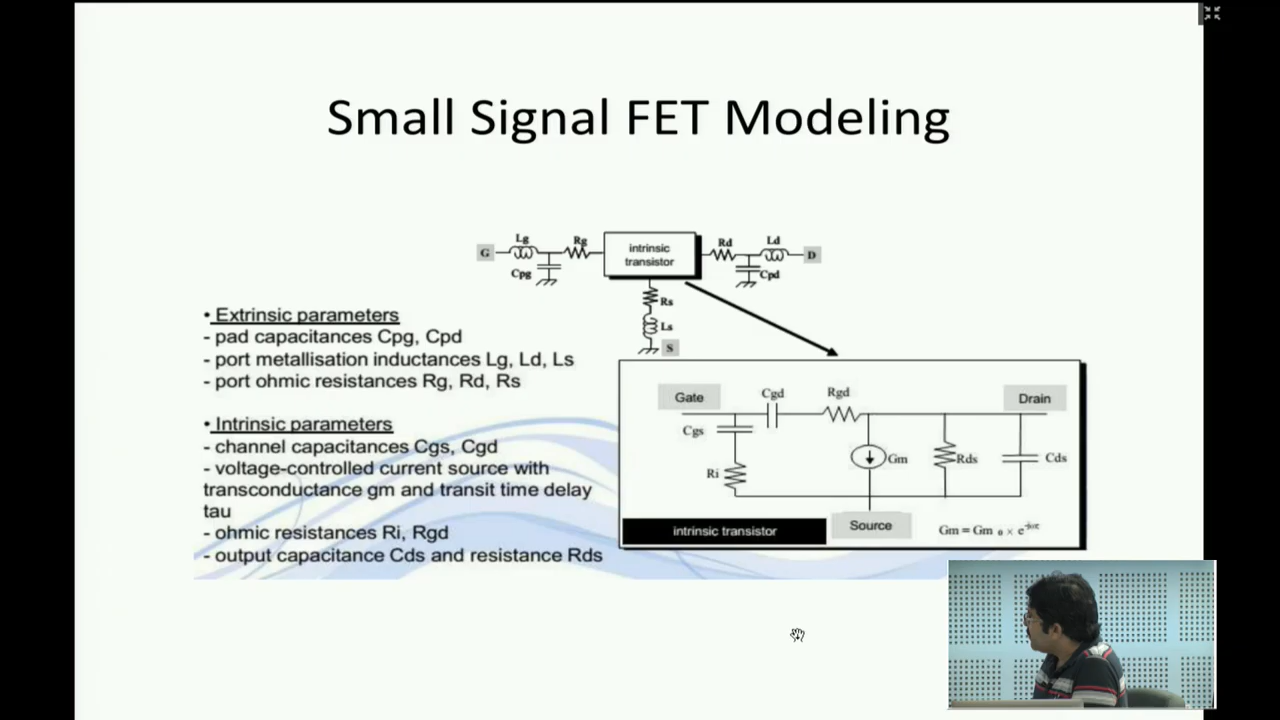 Small Signal FET Modeling
G
Lg
Cpg
Rg
intrinsic
transistor
Rd
Ld
Cpd
D
Rs
Ls
S
• Extrinsic parameters
- pad capacitances Cpg, Cpd
- port metallisation inductances Lg, Ld, Ls
- port ohmic resistances Rg, Rd, Rs
• Intrinsic parameters
- channel capacitances Cgs, Cgd
- voltage-controlled current source with
transconductance gm and transit time delay
tau
- ohmic resistances Ri, Rgd
- output capacitance Cds and resistance Rds
Gate
Cgd
Rgd
Drain
Cgs
Ri
Gm
Rds
Cds
intrinsic transistor
Source
Gm = Gm 0 × e-jωτ